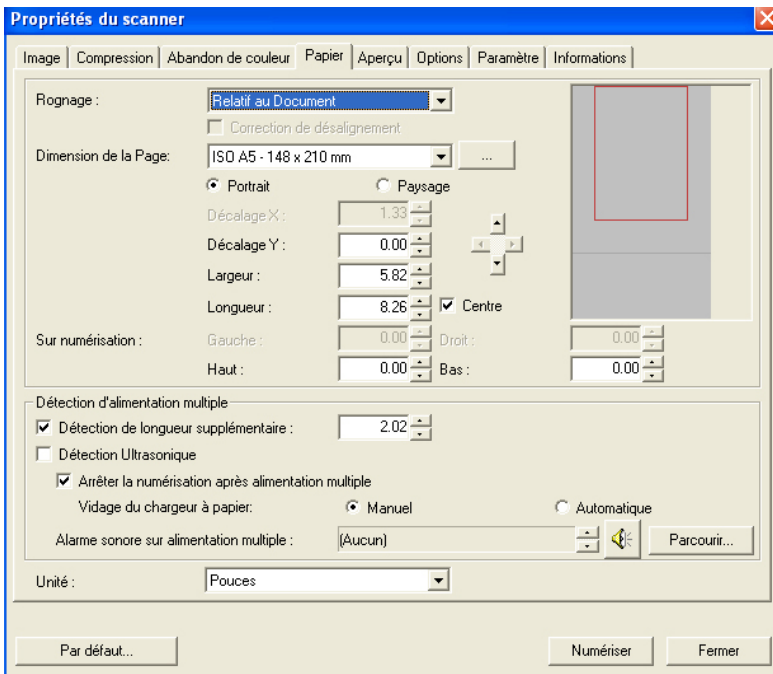 Propriétés du scanner
Image Compression Abandon de couleur Papier Aperçu Options Paramètre Informations
Rognage : Relatif au Document
Correction de désalignement
Dimension de la Page: ISO A5 - 148 x 210 mm ...
Portrait Paysage
Décalage X : 1.33
Décalage Y : 0.00
Largeur : 5.82
Longueur : 8.26 Centre
Sur numérisation : Gauche : 0.00 Droit : 0.00
Haut : 0.00 Bas : 0.00
Détection d'alimentation multiple
Détection de longueur supplémentaire : 2.02
Détection Ultrasonique
Arrêter la numérisation après alimentation multiple
Vidage du chargeur à papier: Manuel Automatique
Alarme sonore sur alimentation multiple : (Aucun) Parcourir...
Unité : Pouces
Par défaut... Numériser Fermer